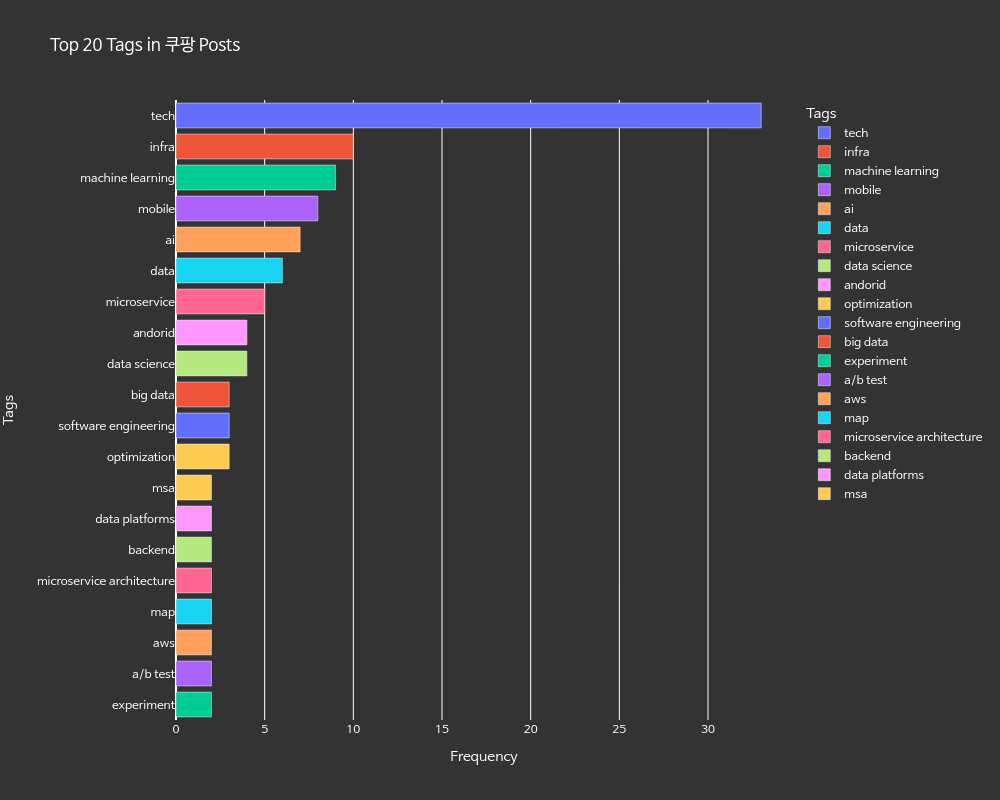 Top 20 Tags in 쿠팡 Posts
Tags
tech
infra
machine learning
mobile
ai
data
microservice
andorid
data science
big data
software engineering
optimization
msa
data platforms
backend
microservice architecture
map
aws
a/b test
experiment
0 5 10 15 20 25 30
Frequency
Tags
tech
infra
machine learning
mobile
ai
data
microservice
data science
andorid
optimization
software engineering
big data
experiment
a/b test
aws
map
microservice architecture
backend
data platforms
msa